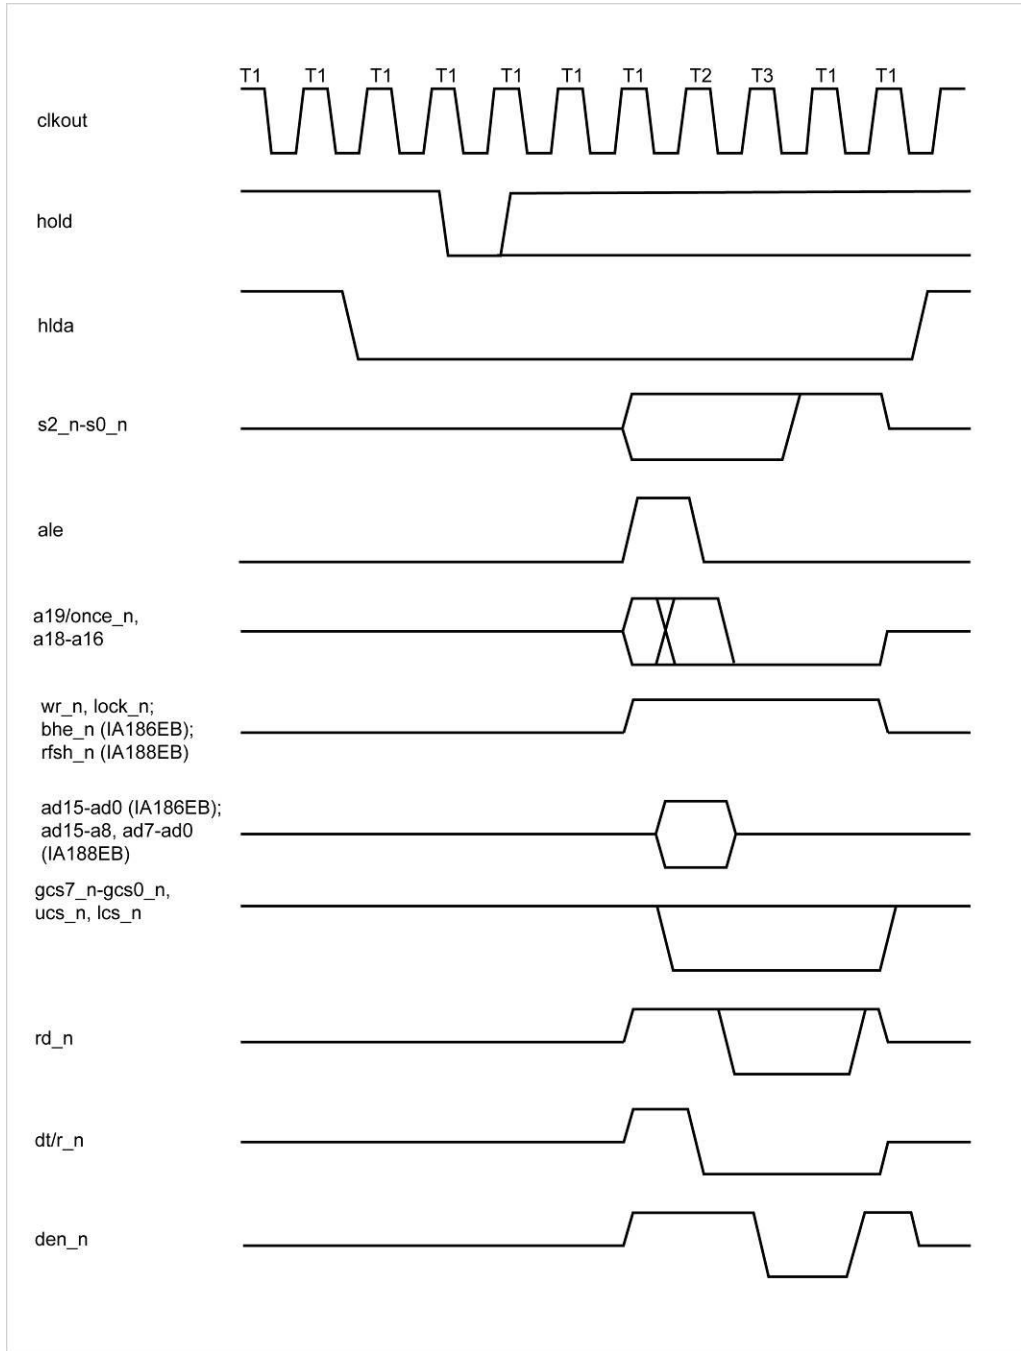 T1 T1 T1 T1 T1 T1 T1 T2 T3 T1 T1
clkout
hold
hlda
s2_n-s0_n
ale
a19/once_n,
a18-a16
wr_n, lock_n;
bhe_n (IA186EB);
rfsh_n (IA188EB)
ad15-ad0 (IA186EB);
ad15-a8, ad7-ad0
(IA188EB)
gcs7_n-gcs0_n,
ucs_n, lcs_n
rd_n
dt/r_n
den_n